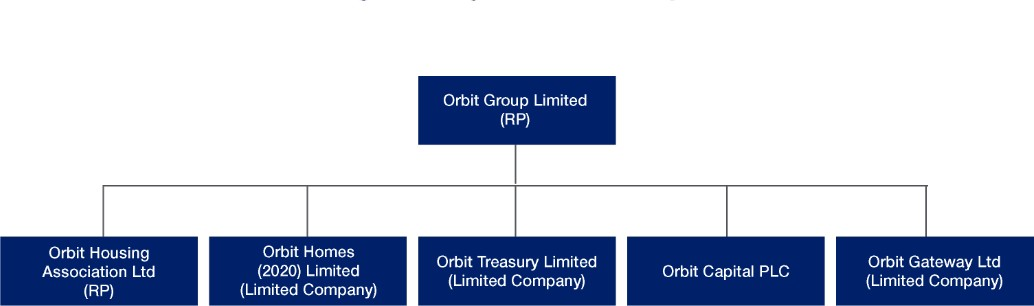 Orbit Group Limited
(RP)
Orbit Housing
Association Ltd
(RP)
Orbit Homes
(2020) Limited
(Limited Company)
Orbit Treasury Limited
(Limited Company)
Orbit Capital PLC
Orbit Gateway Ltd
(Limited Company)